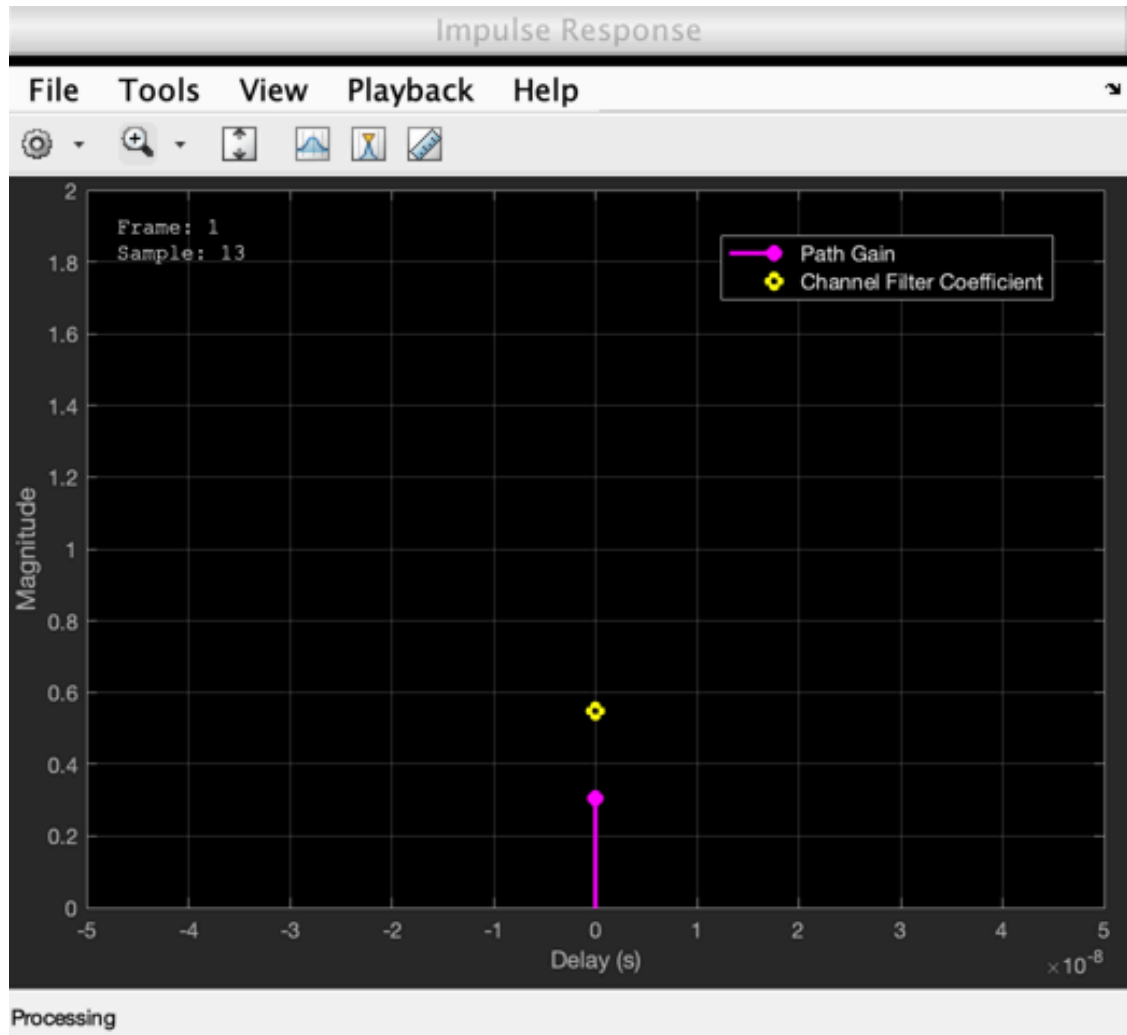 Impulse Response
File Tools View Playback Help
Frame: 1
Sample: 13
Path Gain
Channel Filter Coefficient
2
1.8
1.6
1.4
1.2
1
0.8
0.6
0.4
0.2
0
Magnitude
-5 -4 -3 -2 -1 0 1 2 3 4 5
Delay (s)
×10⁻⁸
Processing